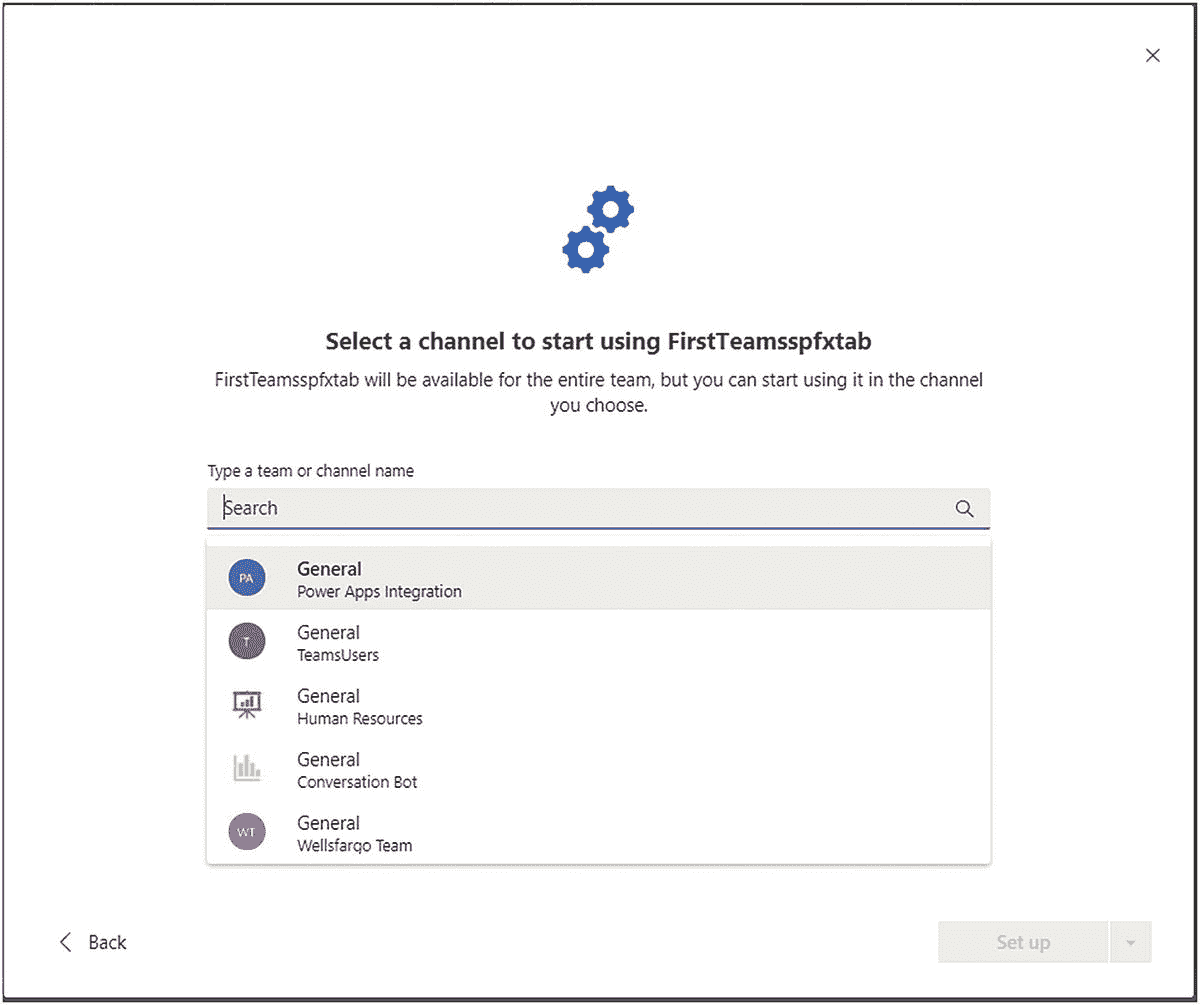 Select a channel to start using FirstTeamsspfxtab
FirstTeamsspfxtab will be available for the entire team, but you can start using it in the channel
you choose.
Type a team or channel name
Search
PA
General
Power Apps Integration
T
General
TeamsUsers
General
Human Resources
General
Conversation Bot
WT
General
Wellsfargo Team
Back
Set up